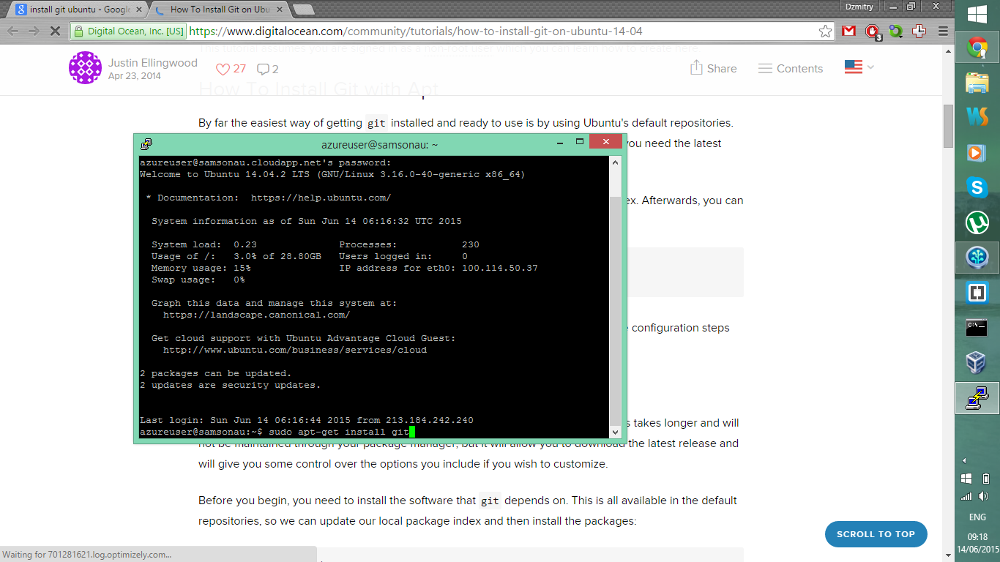 install git ubuntu - Google
How To Install Git on Ubu
Dzmitry
Digital Ocean, Inc. [US]
https://www.digitalocean.com/community/tutorials/how-to-install-git-on-ubuntu-14-04
3
This tutorial assumes you are signed in as a non-root user which you can learn how to create here.
Justin Ellingwood
Apr 23, 2014
27
2
Share
Contents
How To Install Git with Apt
By far the easiest way of getting git installed and ready to use is by using Ubuntu's default repositories.
you need the latest
ex. Afterwards, you can
configuration steps
s takes longer and will
not be maintained through your package manager, but it will allow you to download the latest release and
will give you some control over the options you include if you wish to customize.
Before you begin, you need to install the software that git depends on. This is all available in the default
repositories, so we can update our local package index and then install the packages:
azureuser@samsonau: ~
azureuser@samsonau.cloudapp.net's password:
Welcome to Ubuntu 14.04.2 LTS (GNU/Linux 3.16.0-40-generic x86_64)
* Documentation: https://help.ubuntu.com/
System information as of Sun Jun 14 06:16:32 UTC 2015
System load: 0.23 Processes: 230
Usage of /: 3.0% of 28.80GB Users logged in: 0
Memory usage: 15% IP address for eth0: 100.114.50.37
Swap usage: 0%
Graph this data and manage this system at:
https://landscape.canonical.com/
Get cloud support with Ubuntu Advantage Cloud Guest:
http://www.ubuntu.com/business/services/cloud
2 packages can be updated.
2 updates are security updates.
Last login: Sun Jun 14 06:16:44 2015 from 213.184.242.240
azureuser@samsonau:~$ sudo apt-get install git
SCROLL TO TOP
Waiting for 701281621.log.optimizely.com...
WS
C:\
ENG
09:18
14/06/2015